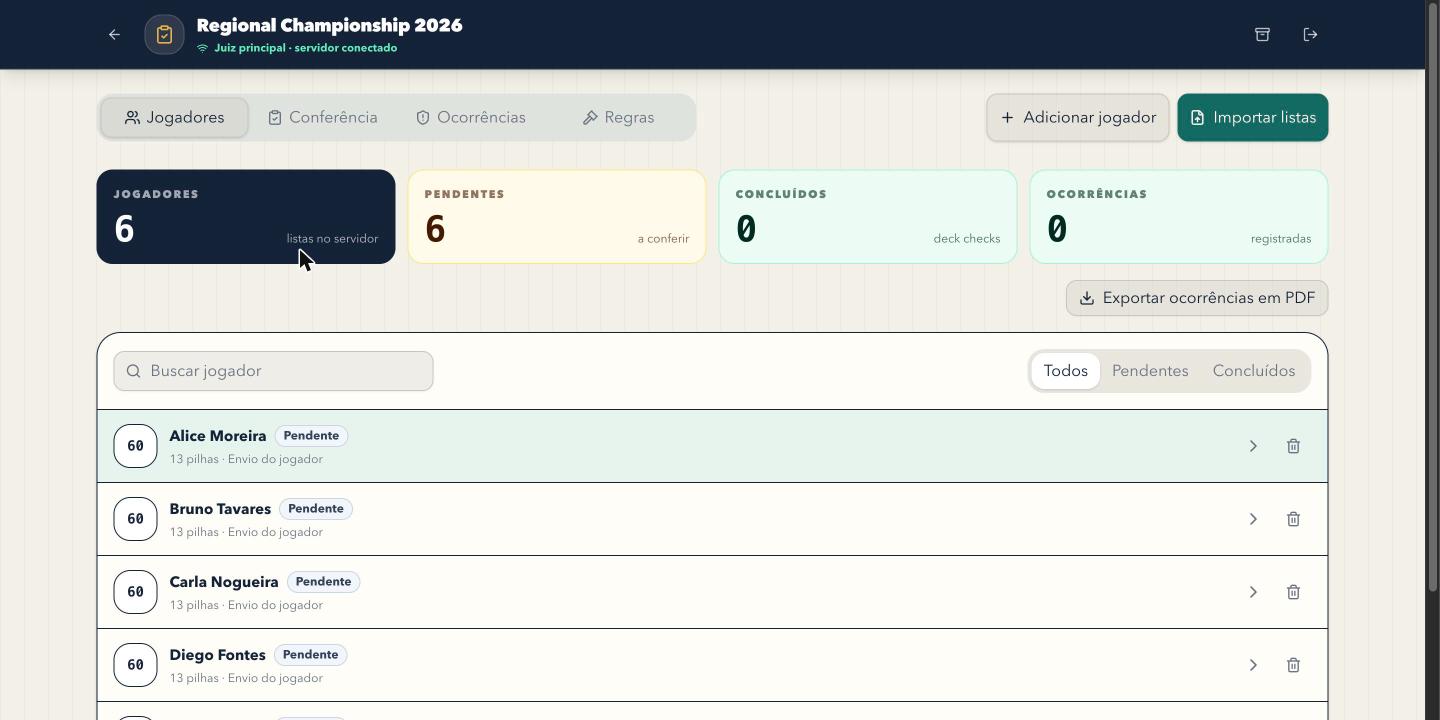 Regional Championship 2026
Juiz principal · servidor conectado
Jogadores
Conferência
Ocorrências
Regras
Adicionar jogador
Importar listas
JOGADORES
6
listas no servidor
PENDENTES
6
a conferir
CONCLUÍDOS
0
deck checks
OCORRÊNCIAS
0
registradas
Exportar ocorrências em PDF
Buscar jogador
Todos
Pendentes
Concluídos
60
Alice Moreira
Pendente
13 pilhas · Envio do jogador
60
Bruno Tavares
Pendente
13 pilhas · Envio do jogador
60
Carla Nogueira
Pendente
13 pilhas · Envio do jogador
60
Diego Fontes
Pendente
13 pilhas · Envio do jogador